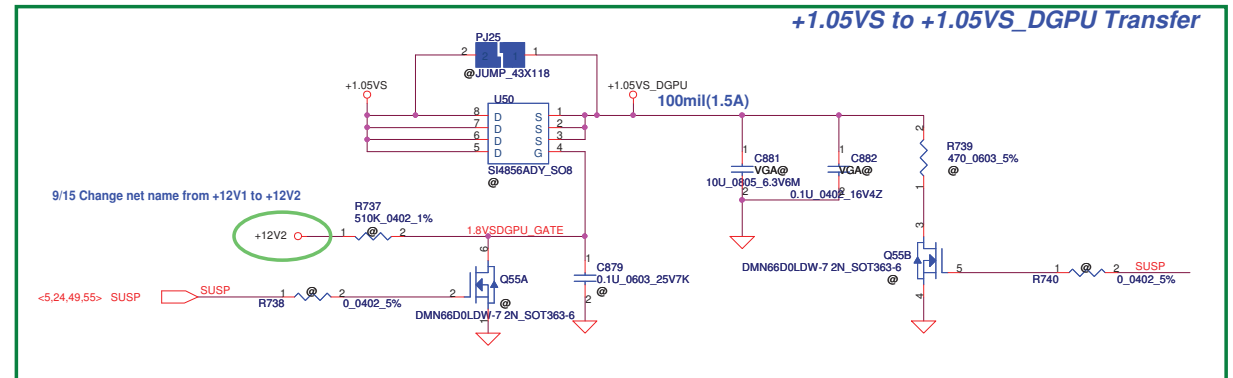 +1.05VS to +1.05VS_DGPU Transfer
PJ25
2 2 1 1
@ JUMP_43X118
+1.05VS
+1.05VS_DGPU
100mil(1.5A)
U50
8 D S 1
7 D S 2
6 D S 3
5 D G 4
SI4856ADY_SO8
@
1 C881
VGA@
10U_0805_6.3V6M
2
1 C882
VGA@
0.1U_0402_16V4Z
2
2
R739
470_0603_5%
@
1
9/15 Change net name from +12V1 to +12V2
R737
510K_0402_1%
+12V2 1 @ 2
1.8VSDGPU_GATE
6
Q55A
@
2
1
DMN66D0LDW-7 2N_SOT363-6
1
C879
0.1U_0603_25V7K
@
2
<5,24,49,55> SUSP
SUSP
R738 1 @ 2 0_0402_5%
3
Q55B
DMN66D0LDW-7 2N_SOT363-6
@
5
4
R740 1 @ 2 0_0402_5%
SUSP